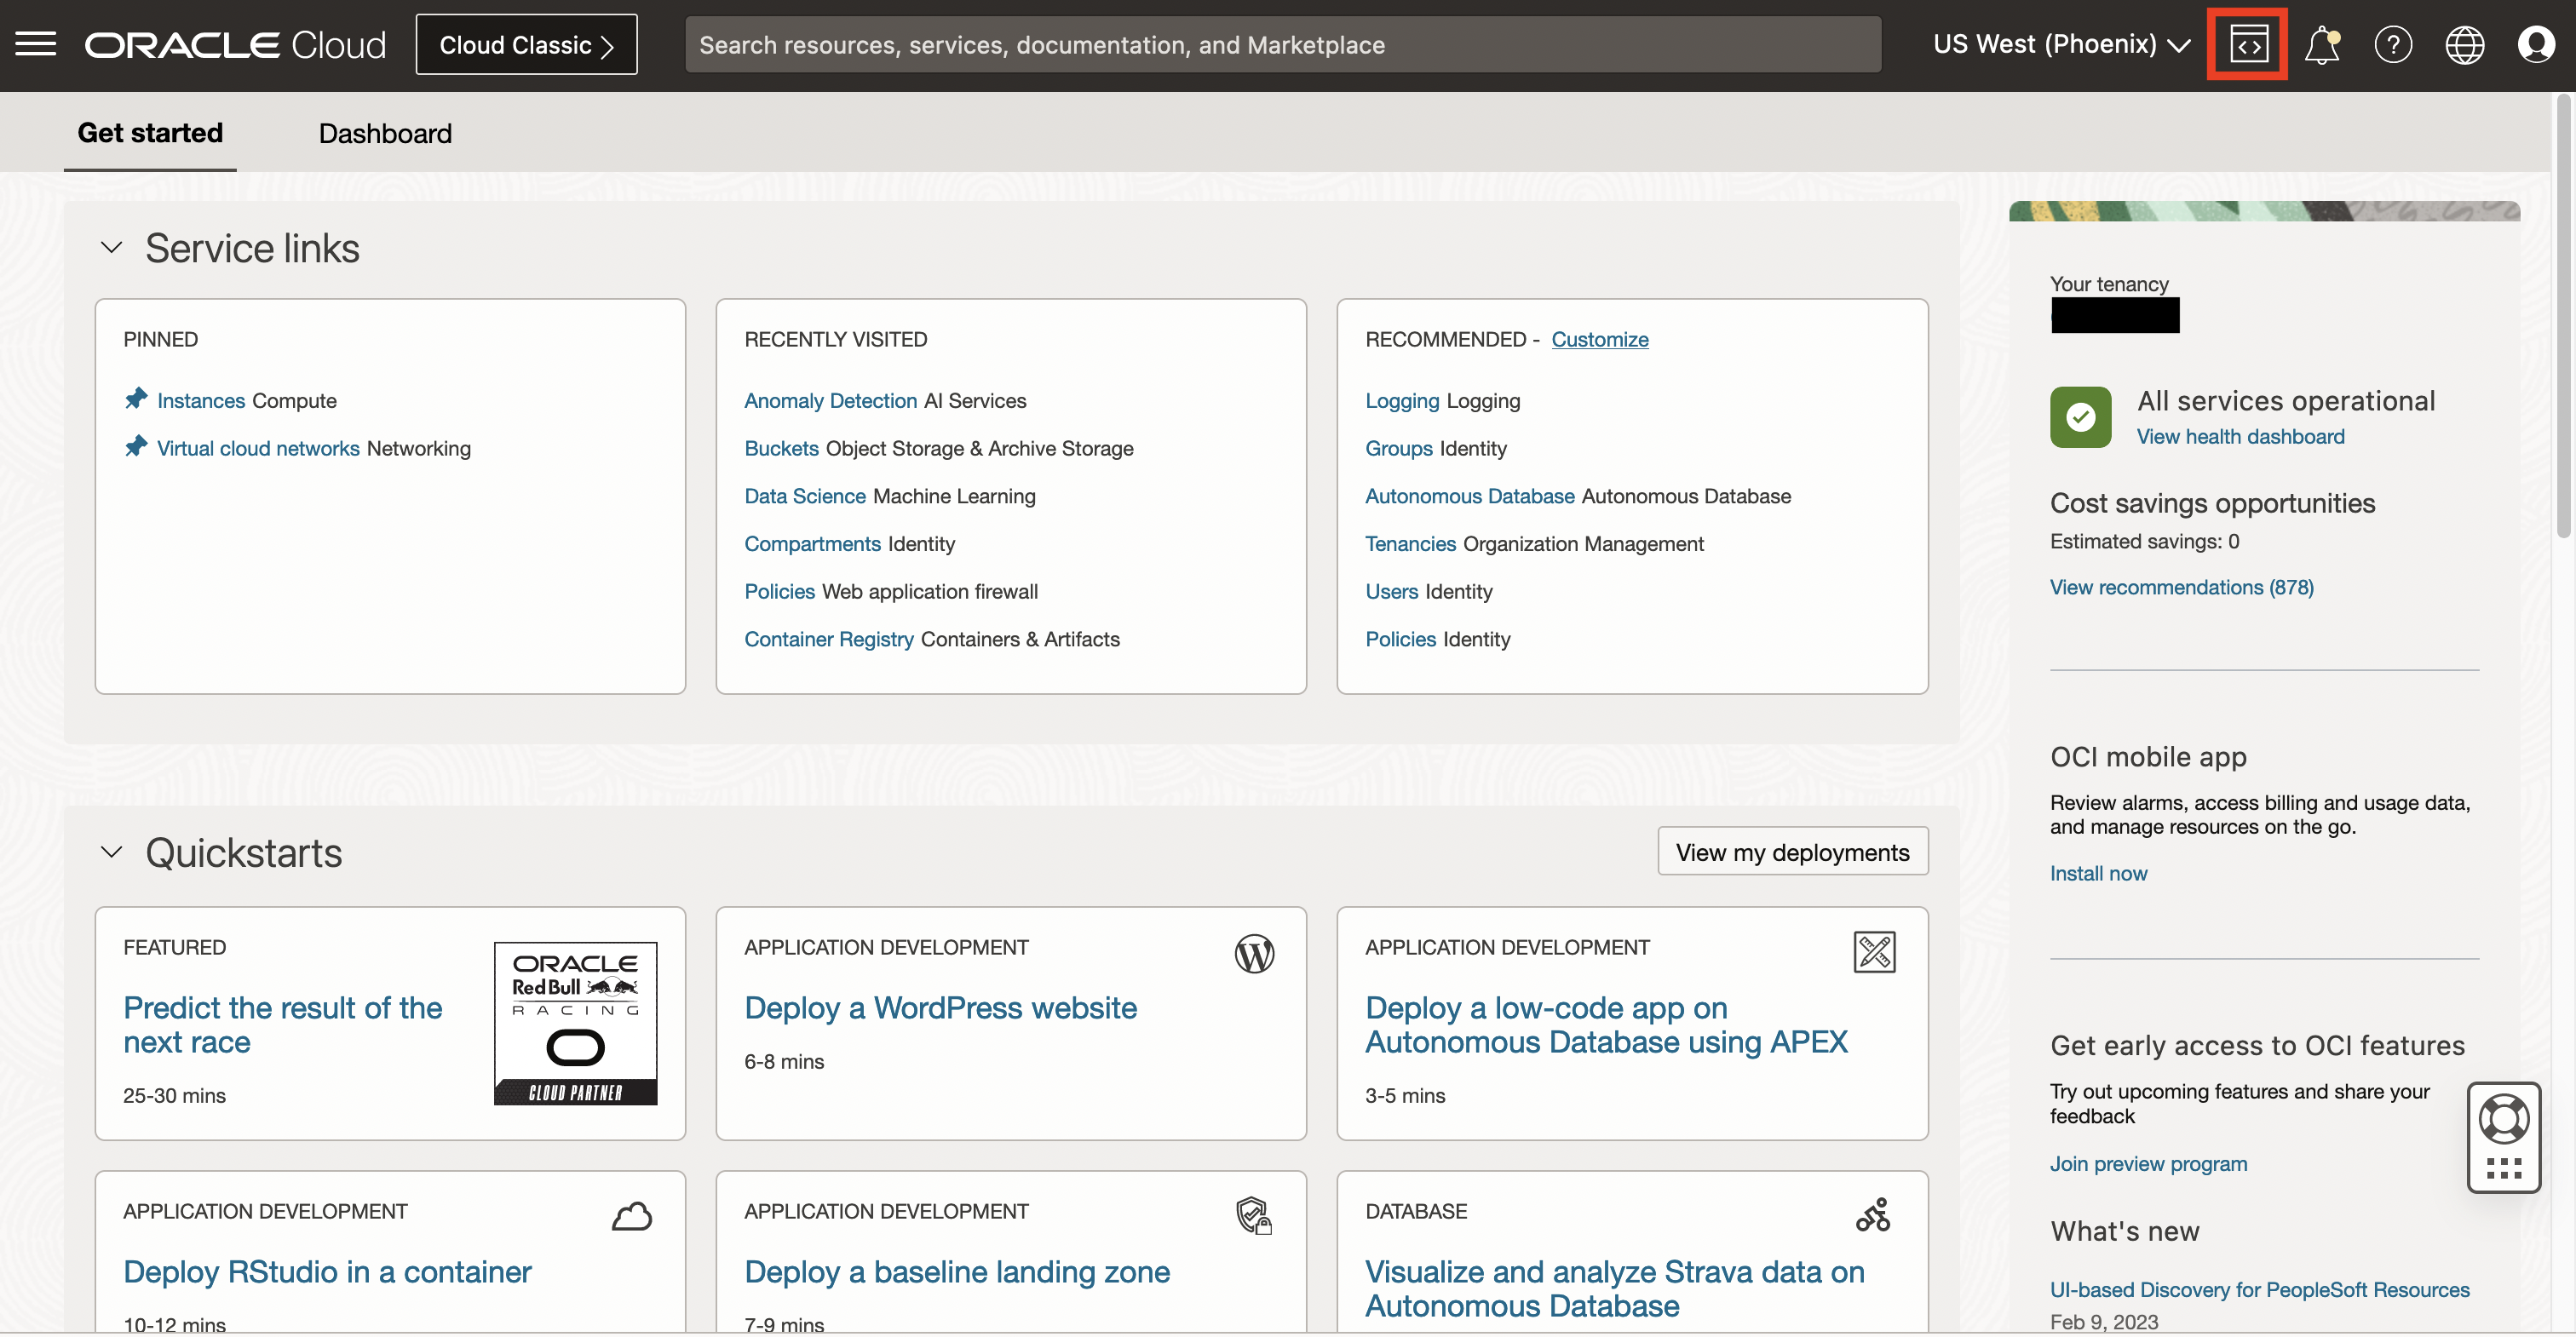 ORACLE Cloud
Cloud Classic
Search resources, services, documentation, and Marketplace
US West (Phoenix)
Get started
Dashboard
Service links
PINNED
Instances Compute
Virtual cloud networks Networking
RECENTLY VISITED
Anomaly Detection AI Services
Buckets Object Storage & Archive Storage
Data Science Machine Learning
Compartments Identity
Policies Web application firewall
Container Registry Containers & Artifacts
RECOMMENDED - Customize
Logging Logging
Groups Identity
Autonomous Database Autonomous Database
Tenancies Organization Management
Users Identity
Policies Identity
Quickstarts
View my deployments
FEATURED
Predict the result of the
next race
25-30 mins
ORACLE
Red Bull
RACING
CLOUD PARTNER
APPLICATION DEVELOPMENT
Deploy a WordPress website
6-8 mins
APPLICATION DEVELOPMENT
Deploy a low-code app on
Autonomous Database using APEX
3-5 mins
APPLICATION DEVELOPMENT
Deploy RStudio in a container
10-12 mins
APPLICATION DEVELOPMENT
Deploy a baseline landing zone
7-9 mins
DATABASE
Visualize and analyze Strava data on
Autonomous Database
Your tenancy
All services operational
View health dashboard
Cost savings opportunities
Estimated savings: 0
View recommendations (878)
OCI mobile app
Review alarms, access billing and usage data,
and manage resources on the go.
Install now
Get early access to OCI features
Try out upcoming features and share your
feedback
Join preview program
What's new
UI-based Discovery for PeopleSoft Resources
Feb 9, 2023